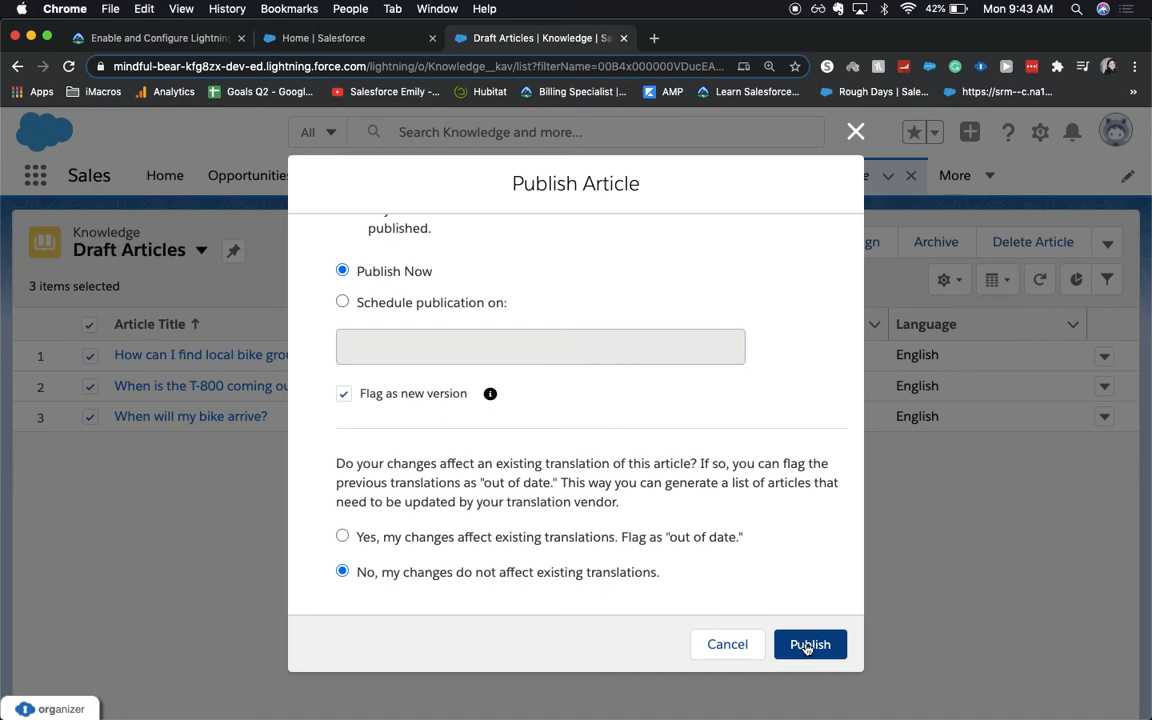 Chrome File Edit View History Bookmarks People Tab Window Help 42% Mon 9:43 AM
Enable and Configure Lightnin Home | Salesforce Draft Articles | Knowledge | Sa
mindful-bear-kfg8zx-dev-ed.lightning.force.com/lightning/o/Knowledge__kav/list?filterName=00B4x000000VDucEA...
Apps iMacros Analytics Goals Q2 - Googl... Salesforce Emily -... Hubitat Billing Specialist |... AMP Learn Salesforce... Rough Days | Sale... https://srm--c.na1... »
All Search Knowledge and more...
Sales Home Opportunities More
Publish Article
Knowledge
Draft Articles
Archive Delete Article
3 items selected
published.
Publish Now
Schedule publication on:
Article Title Language
1 How can I find local bike gro English
2 When is the T-800 coming ou English
3 When will my bike arrive? English
Flag as new version
Do your changes affect an existing translation of this article? If so, you can flag the
previous translations as "out of date." This way you can generate a list of articles that
need to be updated by your translation vendor.
Yes, my changes affect existing translations. Flag as "out of date."
No, my changes do not affect existing translations.
Cancel Publish
organizer